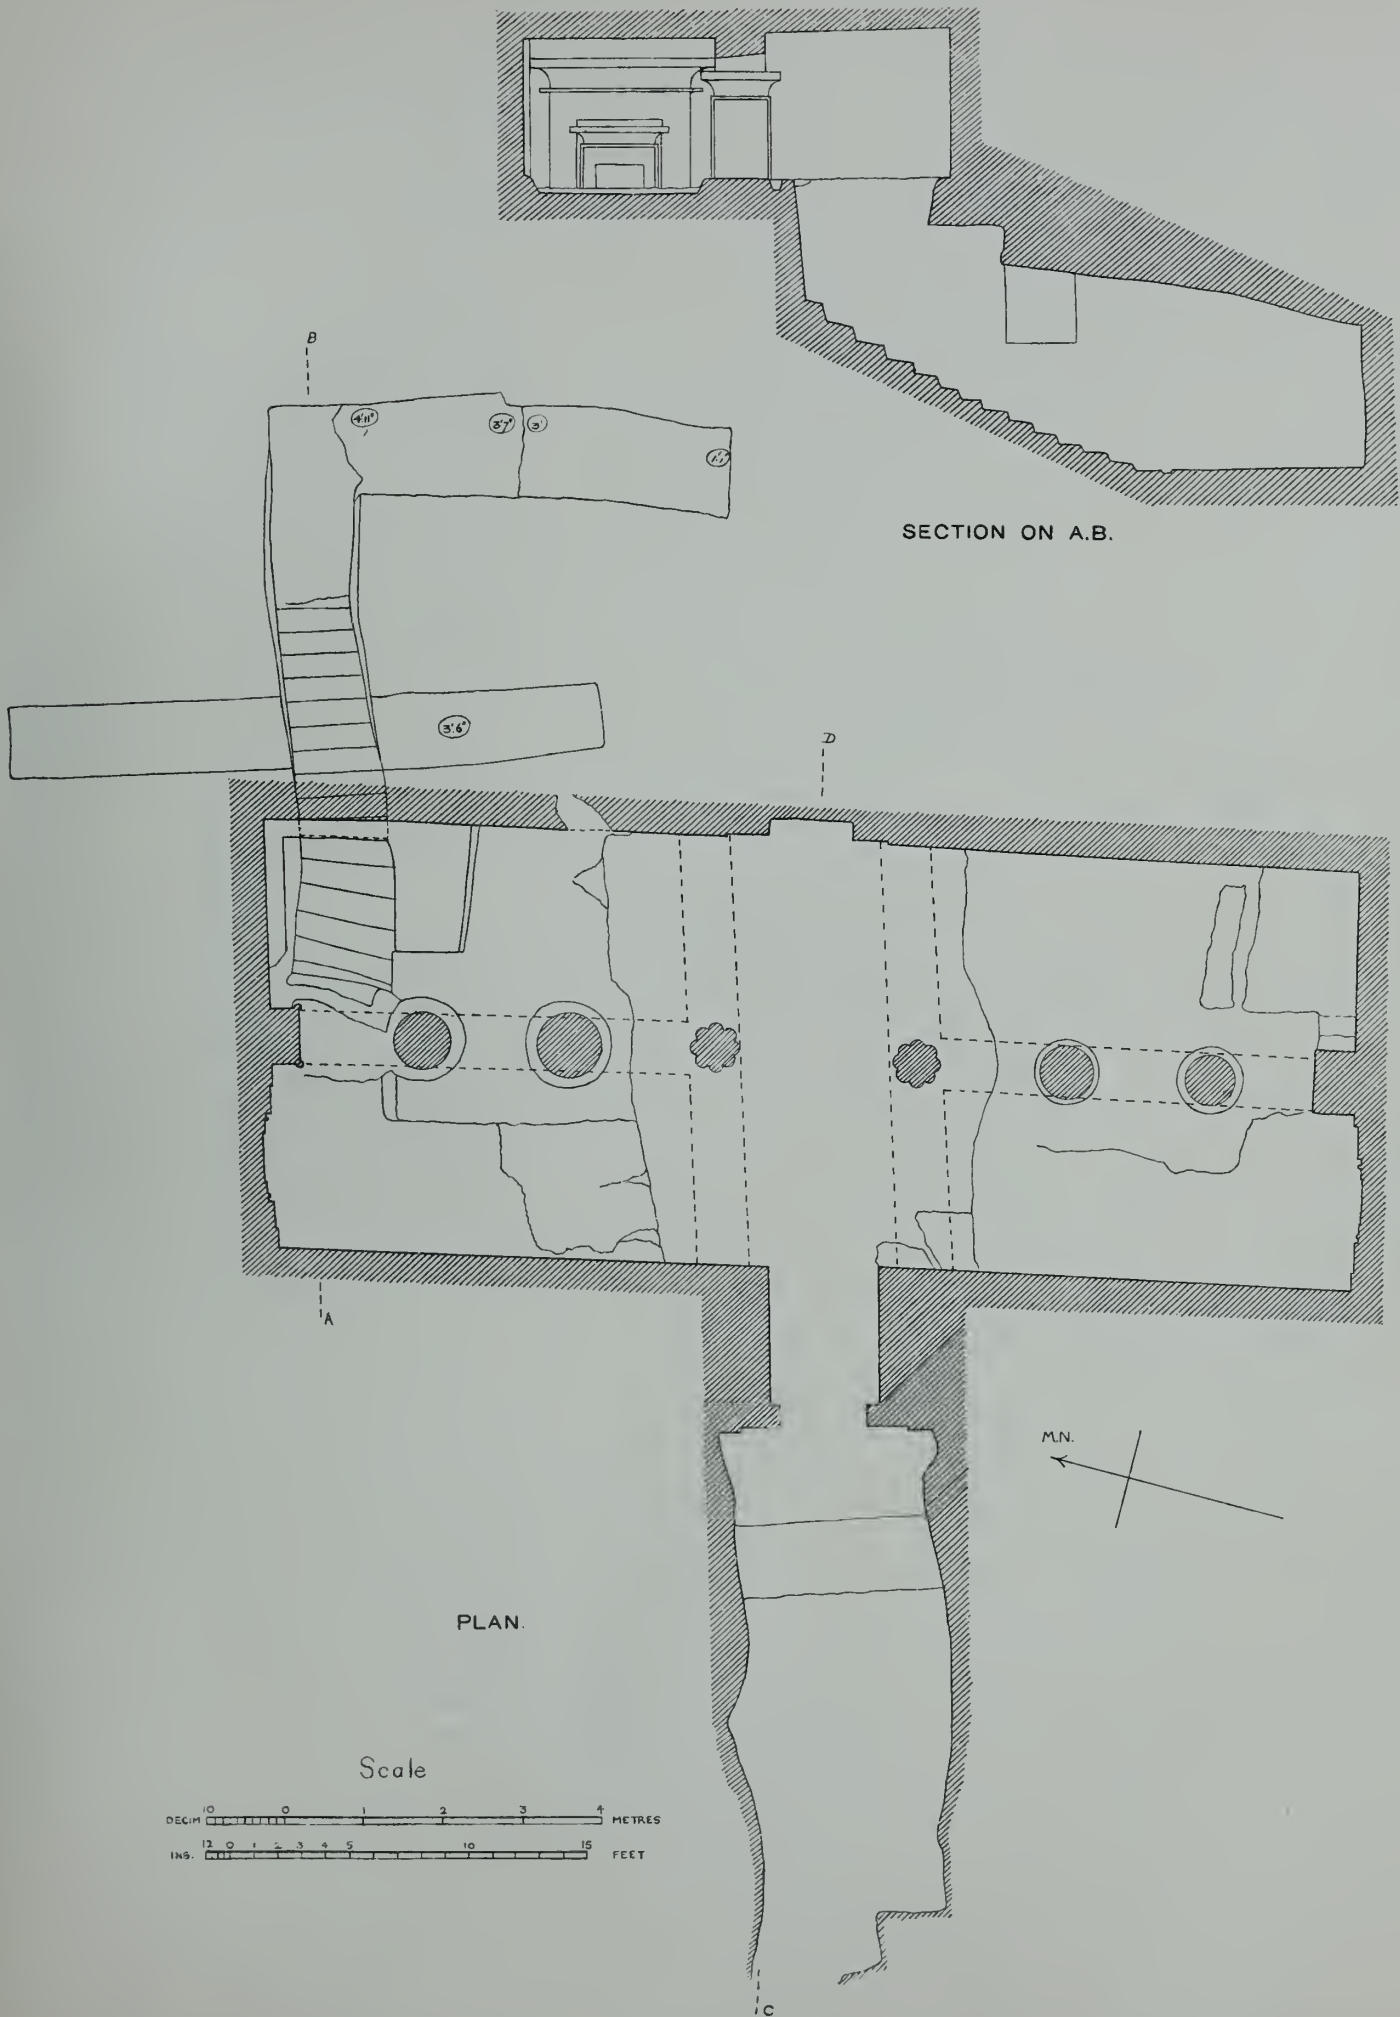 SECTION ON A.B.
B
4'.11"
3'.7"
3'
3'.6"
D
A
M.N.
PLAN.
Scale
10 0 1 2 3 4
DECIM METRES
12 0 1 2 3 4 5 10 15
INS. FEET
C